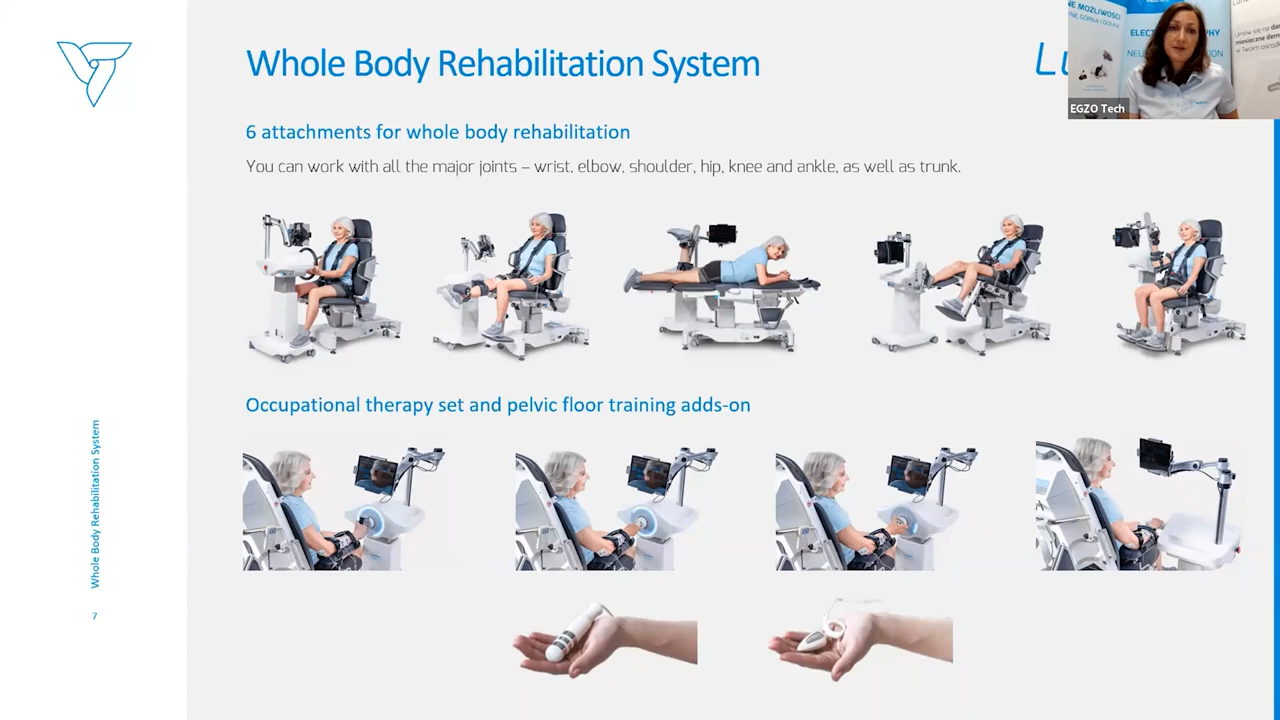 Whole Body Rehabilitation System
6 attachments for whole body rehabilitation
You can work with all the major joints – wrist, elbow, shoulder, hip, knee and ankle, as well as trunk.
Occupational therapy set and pelvic floor training adds-on
Whole Body Rehabilitation System
7
EGZO Tech